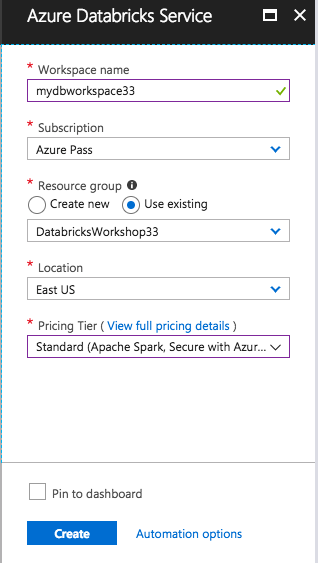 Azure Databricks Service
* Workspace name
mydbworkspace33
* Subscription
Azure Pass
* Resource group
Create new Use existing
DatabricksWorkshop33
* Location
East US
* Pricing Tier ( View full pricing details )
Standard (Apache Spark, Secure with Azur...
Pin to dashboard
Create Automation options